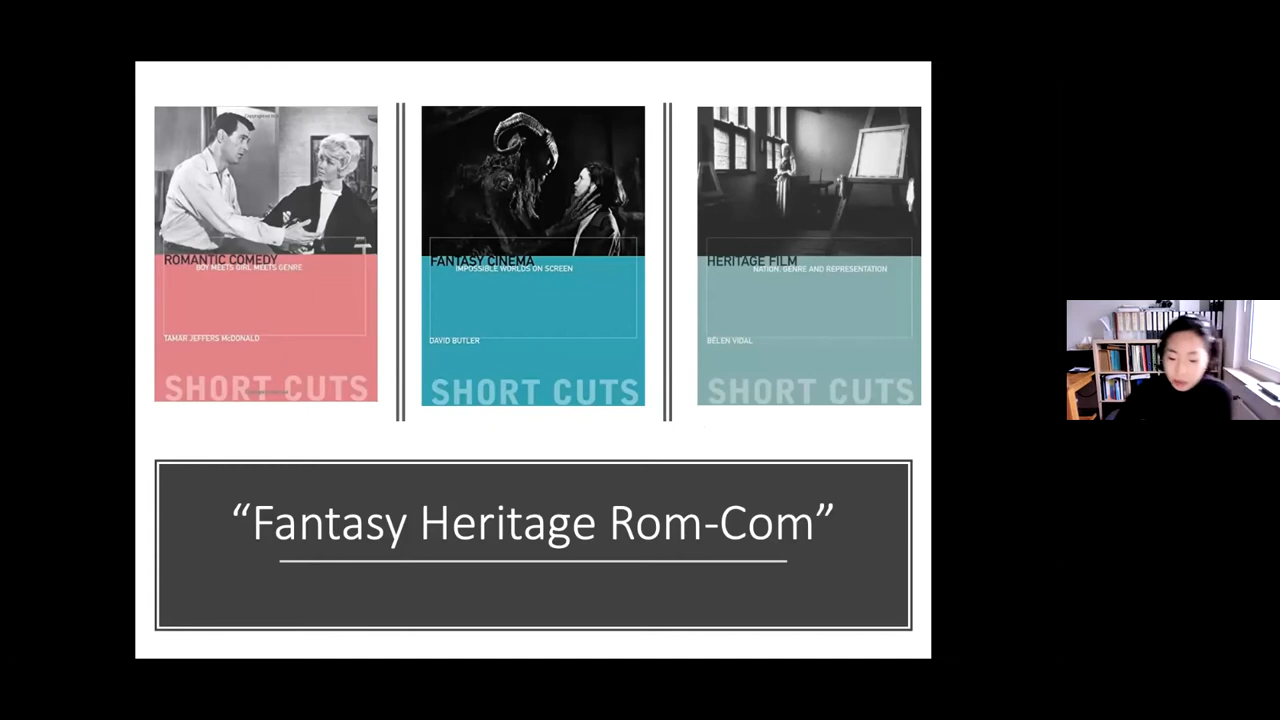 ROMANTIC COMEDY
BOY MEETS GIRL MEETS GENRE
TAMAR JEFFERS McDONALD
SHORT CUTS
FANTASY CINEMA
IMPOSSIBLE WORLDS ON SCREEN
DAVID BUTLER
SHORT CUTS
HERITAGE FILM
NATION, GENRE AND REPRESENTATION
BELÉN VIDAL
SHORT CUTS
“Fantasy Heritage Rom-Com”